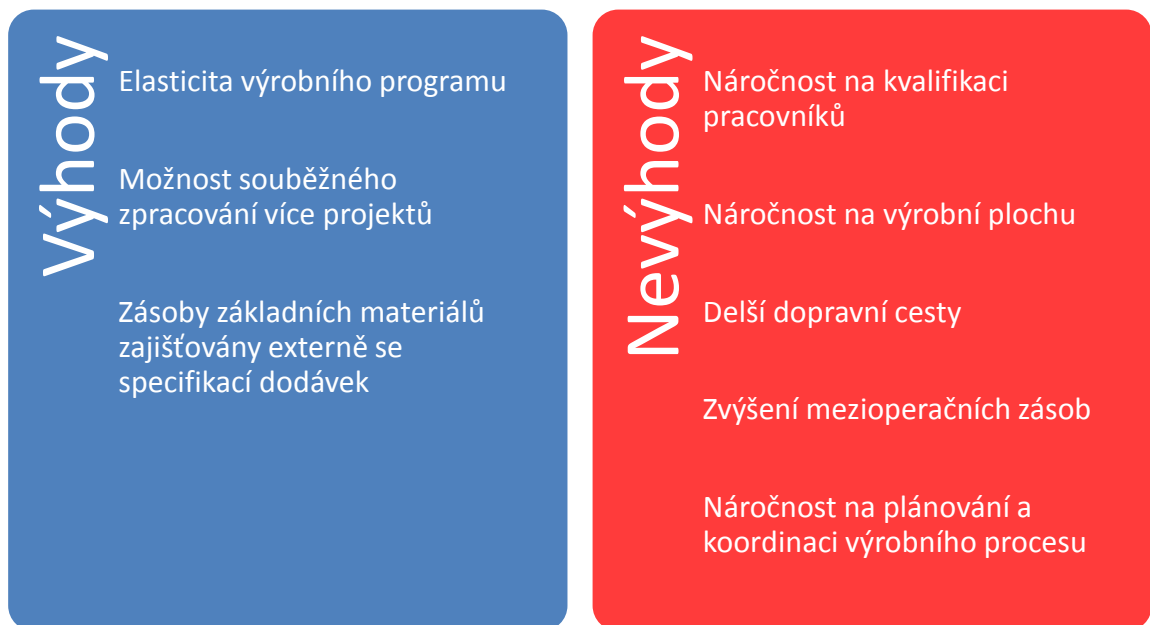 Výhody
Elasticita výrobního programu
Možnost souběžného
zpracování více projektů
Zásoby základních materiálů
zajišťovány externě se
specifikací dodávek
Nevýhody
Náročnost na kvalifikaci
pracovníků
Náročnost na výrobní plochu
Delší dopravní cesty
Zvýšení mezioperačních zásob
Náročnost na plánování a
koordinaci výrobního procesu